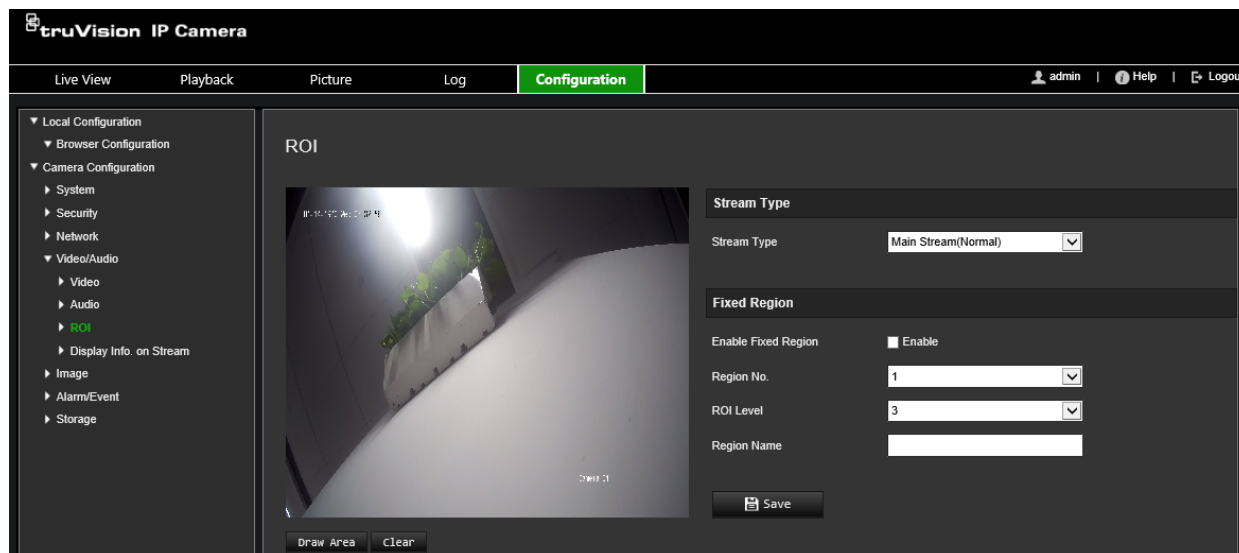 truVision IP Camera
Live View Playback Picture Log Configuration admin | Help | Logou
Local Configuration
Browser Configuration
Camera Configuration
System
Security
Network
Video/Audio
Video
Audio
ROI
Display Info. on Stream
Image
Alarm/Event
Storage
ROI
Camera 01
Draw Area Clear
Stream Type
Stream Type Main Stream(Normal)
Fixed Region
Enable Fixed Region Enable
Region No. 1
ROI Level 3
Region Name
Save